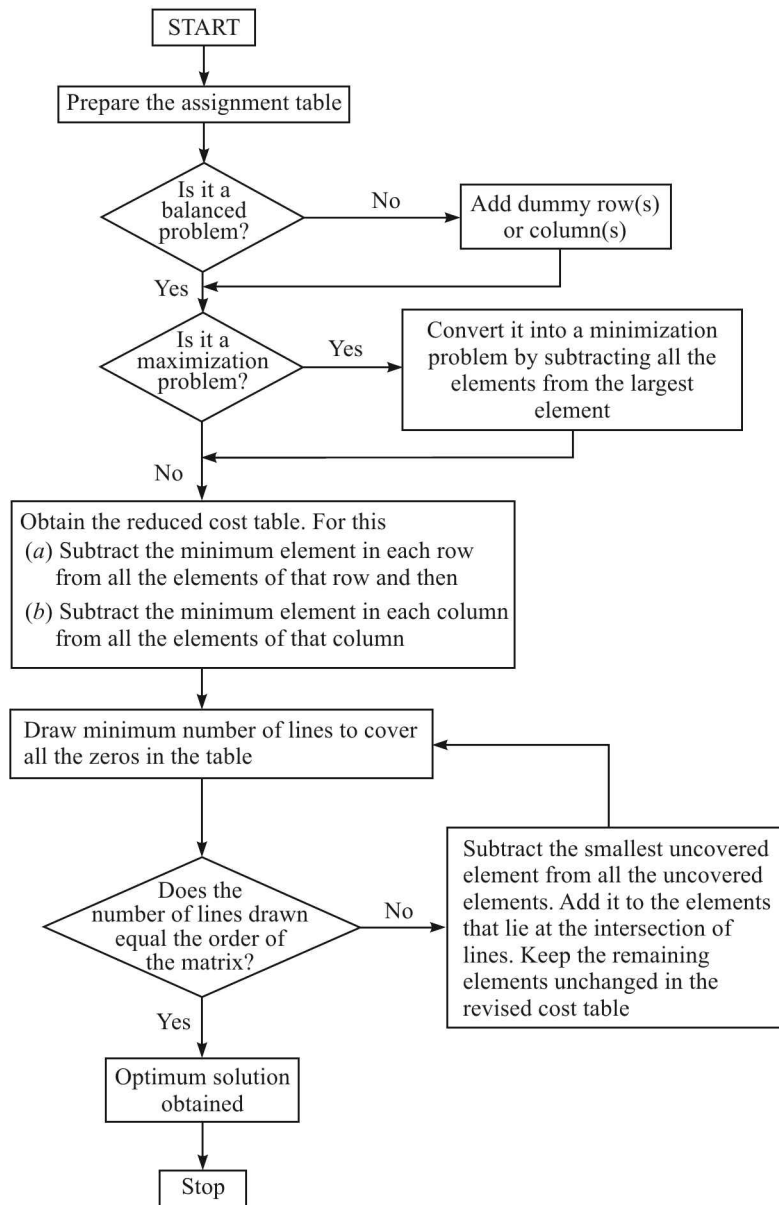 START
Prepare the assignment table
Is it a
balanced
problem?
No
Add dummy row(s)
or column(s)
Yes
Is it a
maximization
problem?
Yes
Convert it into a minimization
problem by subtracting all the
elements from the largest
element
No
Obtain the reduced cost table. For this
(a) Subtract the minimum element in each row
from all the elements of that row and then
(b) Subtract the minimum element in each column
from all the elements of that column
Draw minimum number of lines to cover
all the zeros in the table
Does the
number of lines drawn
equal the order of
the matrix?
No
Subtract the smallest uncovered
element from all the uncovered
elements. Add it to the elements
that lie at the intersection of
lines. Keep the remaining
elements unchanged in the
revised cost table
Yes
Optimum solution
obtained
Stop